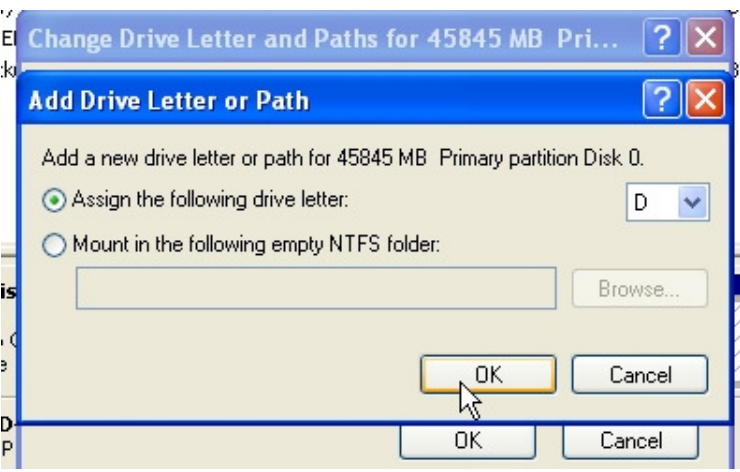 Change Drive Letter and Paths for 45845 MB Pri...
Add Drive Letter or Path
Add a new drive letter or path for 45845 MB Primary partition Disk 0.
Assign the following drive letter: D
Mount in the following empty NTFS folder:
Browse...
OK Cancel
OK Cancel